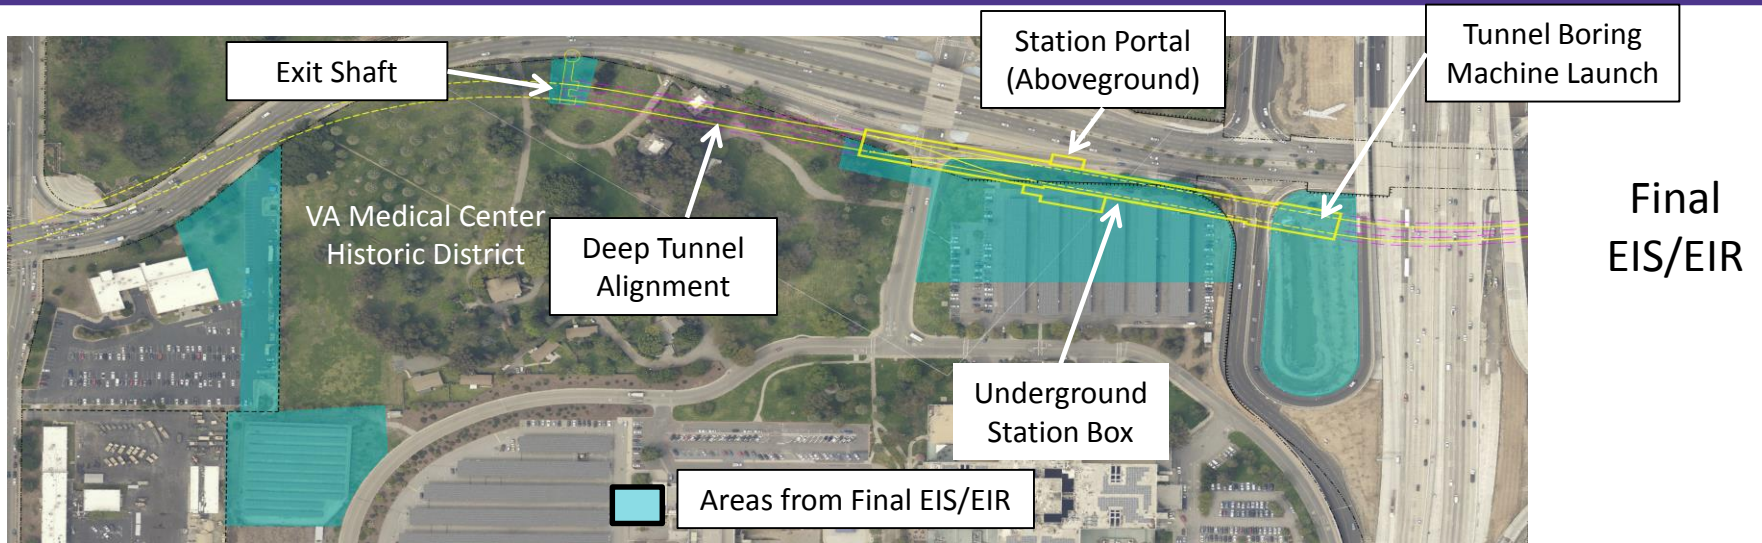 Exit Shaft
Station Portal
(Aboveground)
Tunnel Boring
Machine Launch
VA Medical Center
Historic District
Deep Tunnel
Alignment
Underground
Station Box
Areas from Final EIS/EIR
Final
EIS/EIR